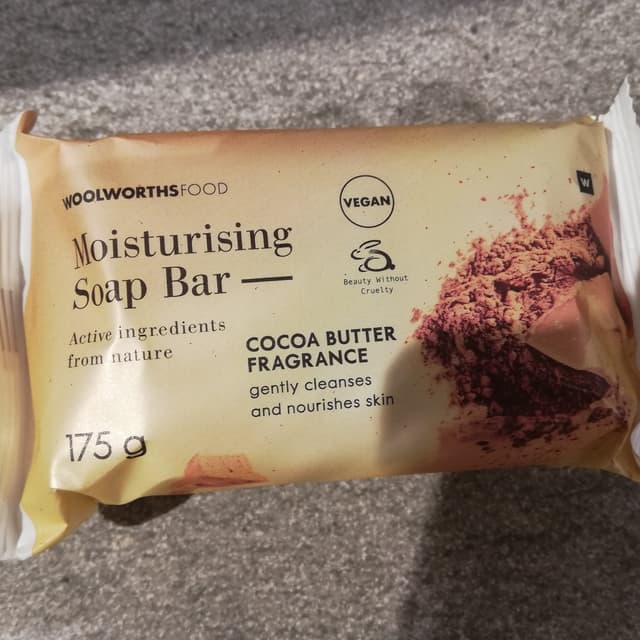 WOOLWORTHSFOOD
Moisturising
Soap Bar —
Active ingredients
from nature
175 g
VEGAN
Beauty Without
Cruelty
COCOA BUTTER
FRAGRANCE
gently cleanses
and nourishes skin
W